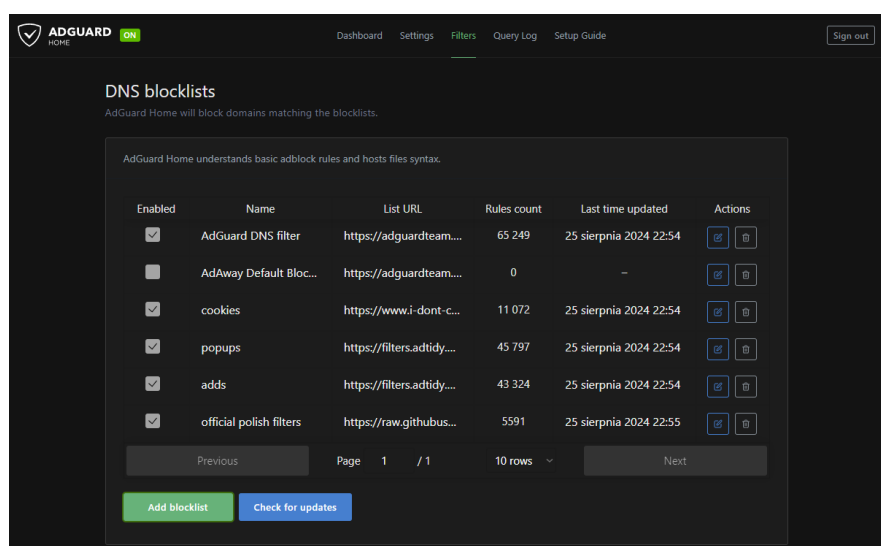 ADGUARD ON Dashboard Settings Filters Query Log Setup Guide Sign out
HOME
DNS blocklists
AdGuard Home will block domains matching the blocklists.
AdGuard Home understands basic adblock rules and hosts files syntax.
Enabled Name List URL Rules count Last time updated Actions
AdGuard DNS filter https://adguardteam.... 65 249 25 sierpnia 2024 22:54
AdAway Default Bloc... https://adguardteam.... 0 –
cookies https://www.i-dont-c... 11 072 25 sierpnia 2024 22:54
popups https://filters.adtidy.... 45 797 25 sierpnia 2024 22:54
adds https://filters.adtidy.... 43 324 25 sierpnia 2024 22:54
official polish filters https://raw.githubus... 5591 25 sierpnia 2024 22:55
Previous Page 1 / 1 10 rows Next
Add blocklist Check for updates